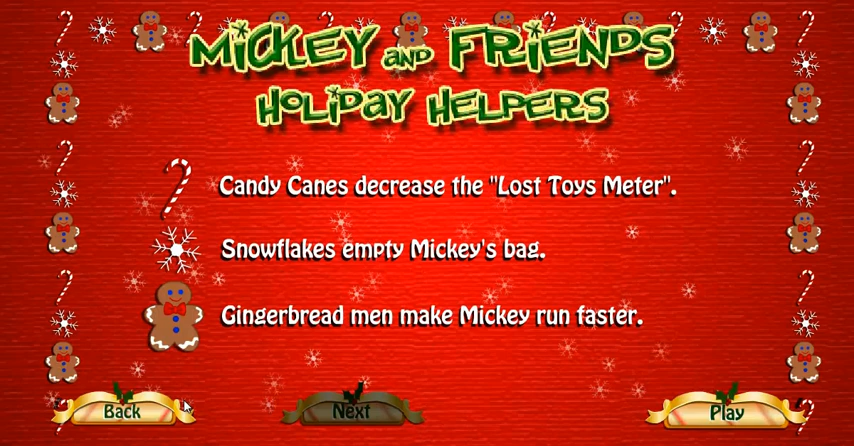 Mickey and Friends
Holiday Helpers
Candy Canes decrease the "Lost Toys Meter".
Snowflakes empty Mickey's bag.
Gingerbread men make Mickey run faster.
Back Next Play